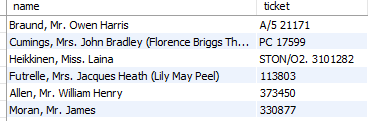 name ticket
Braund, Mr. Owen Harris A/5 21171
Cumings, Mrs. John Bradley (Florence Briggs Th... PC 17599
Heikkinen, Miss. Laina STON/O2. 3101282
Futrelle, Mrs. Jacques Heath (Lily May Peel) 113803
Allen, Mr. William Henry 373450
Moran, Mr. James 330877